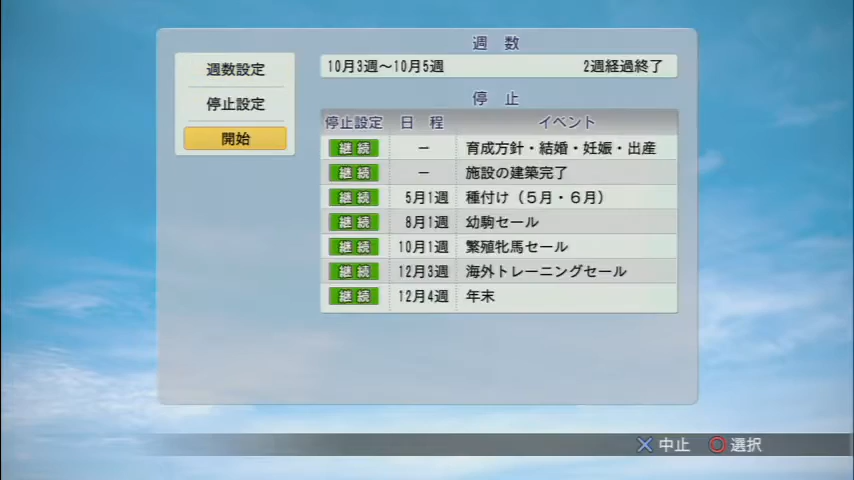 週数設定
停止設定
開始
週 数
10月3週～10月5週 2週経過終了
停 止
停止設定 日 程 イベント
継続 － 育成方針・結婚・妊娠・出産
継続 － 施設の建築完了
継続 5月1週 種付け（５月・６月）
継続 8月1週 幼駒セール
継続 10月1週 繁殖牝馬セール
継続 12月3週 海外トレーニングセール
継続 12月4週 年末
中止 選択